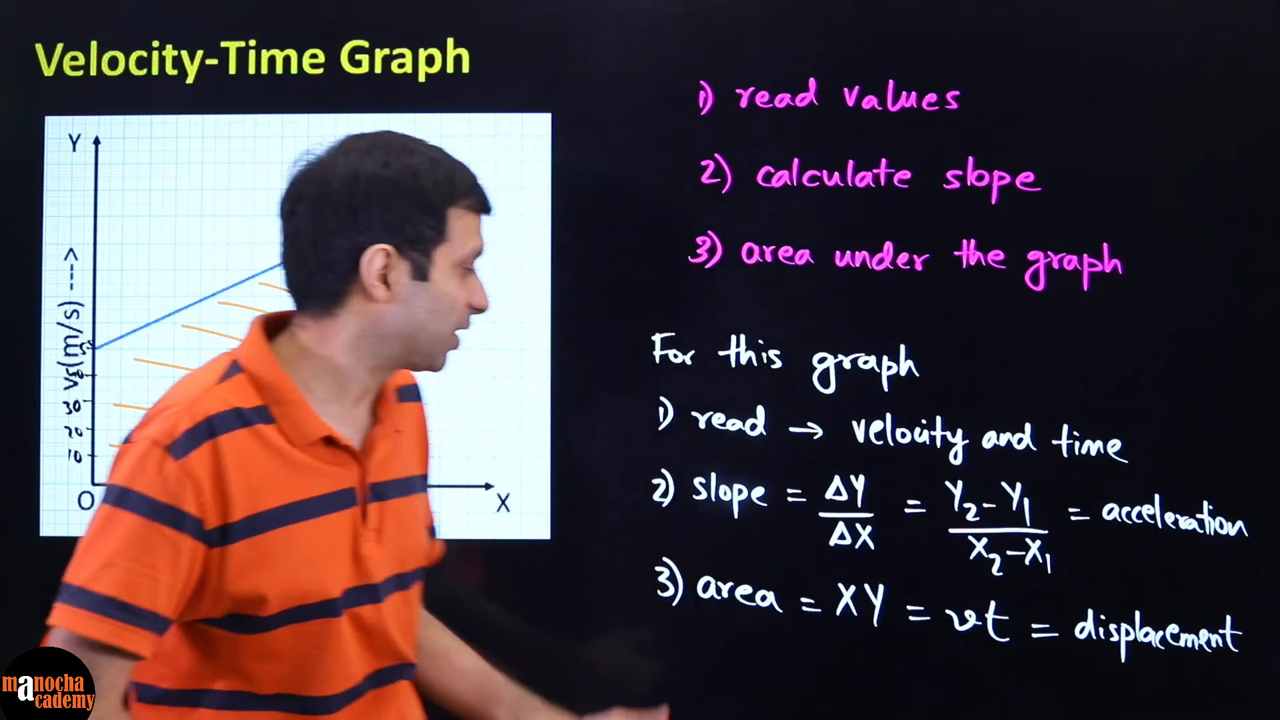 Velocity-Time Graph
Y
V (m/s) --->
50
40
30
20
10
O
X
1) read values
2) calculate slope
3) area under the graph
For this graph
1) read → velocity and time
2) slope = ΔY/ΔX = Y₂-Y₁/X₂-X₁ = acceleration
3) area = XY = vt = displacement
manocha
academy